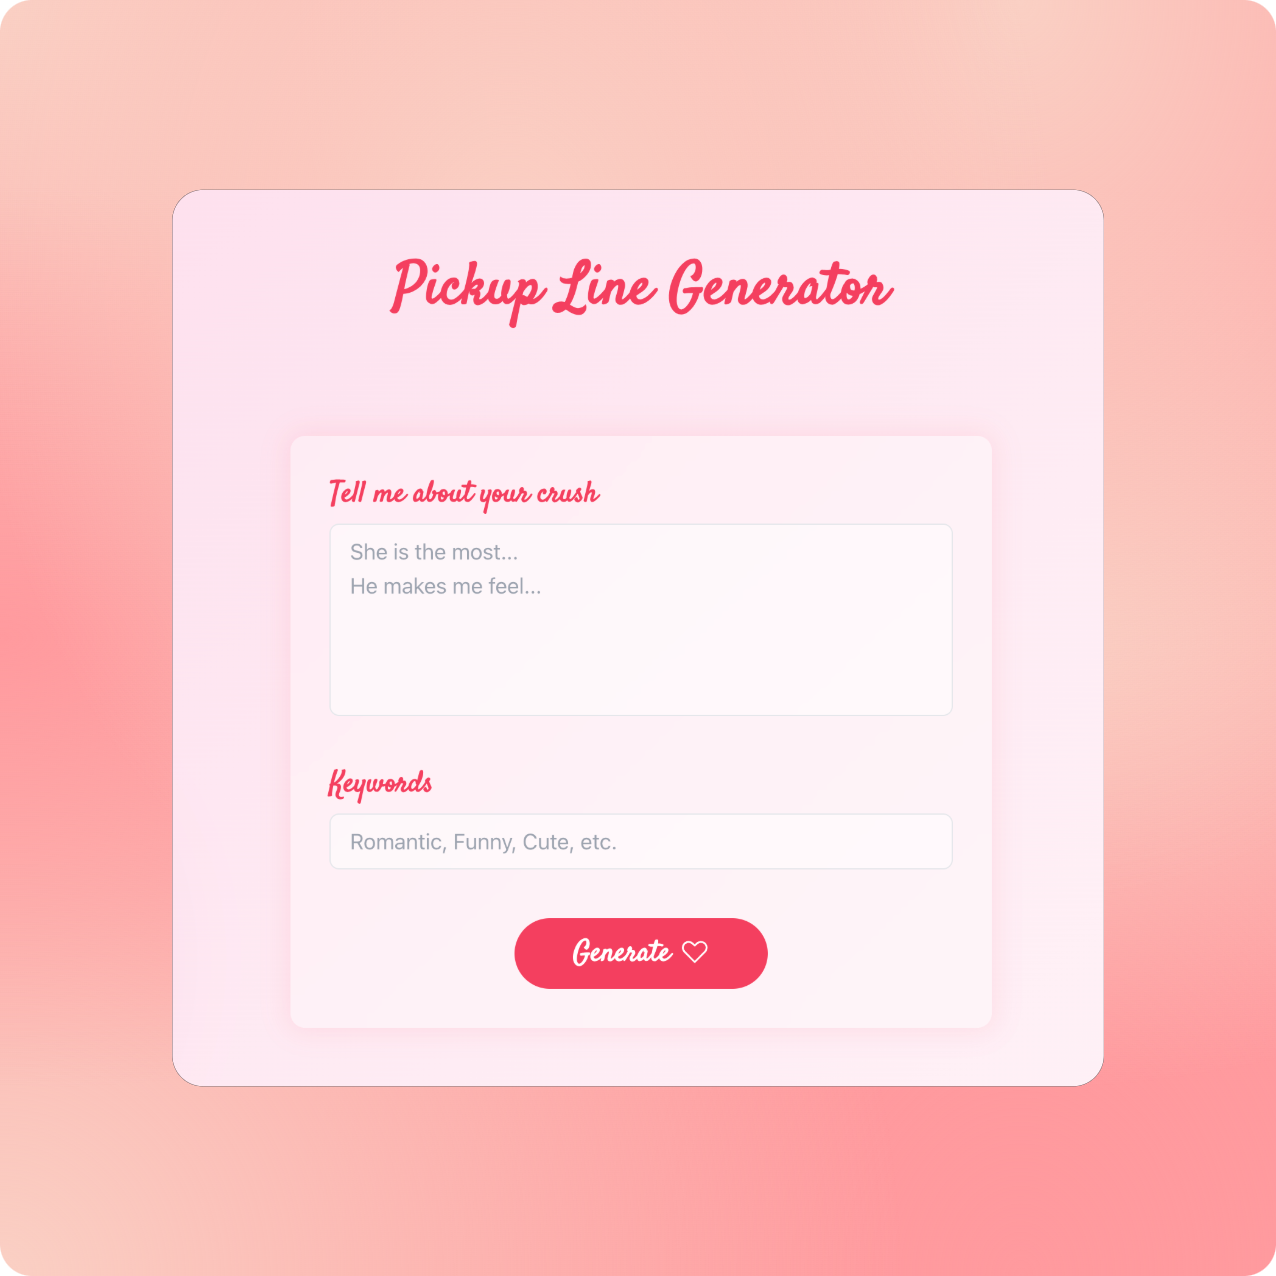 Pickup Line Generator
Tell me about your crush
She is the most...
He makes me feel...
Keywords
Romantic, Funny, Cute, etc.
Generate